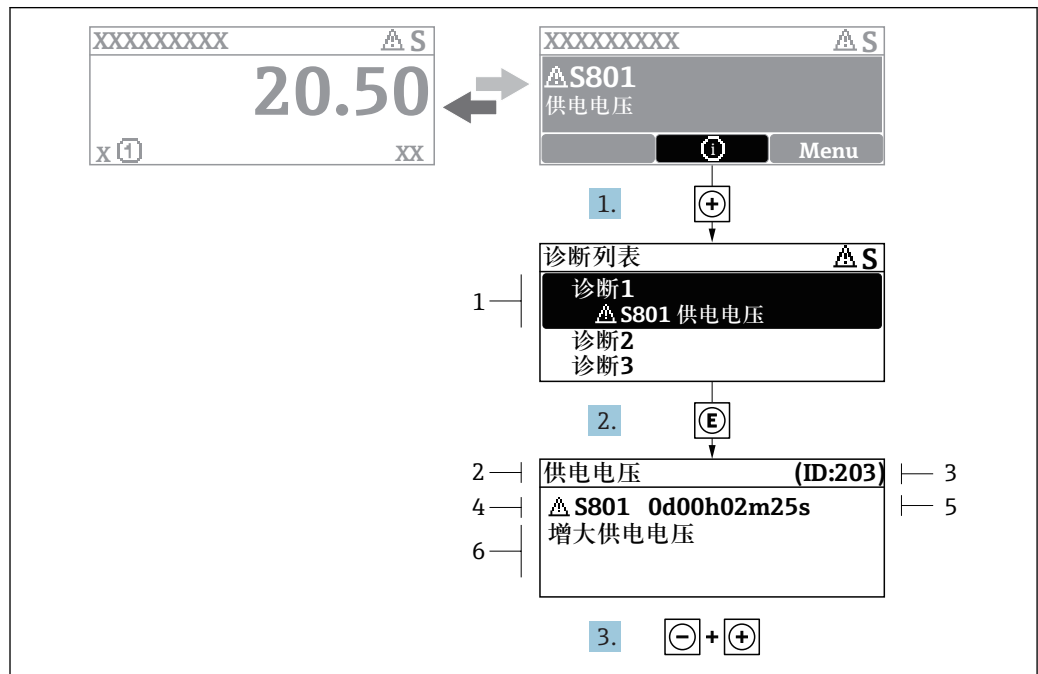 XXXXXXXXX ⚠ S
20.50
x ① XX
XXXXXXXXX ⚠ S
⚠S801
供电电压
ⓘ Menu
1. ⊕
诊断列表 ⚠ S
1
诊断1
⚠ S801 供电电压
诊断2
诊断3
2. Ⓔ
2 供电电压 (ID:203) 3
4 ⚠ S801 0d00h02m25s 5
6 增大供电电压
3. ⊖ + ⊕